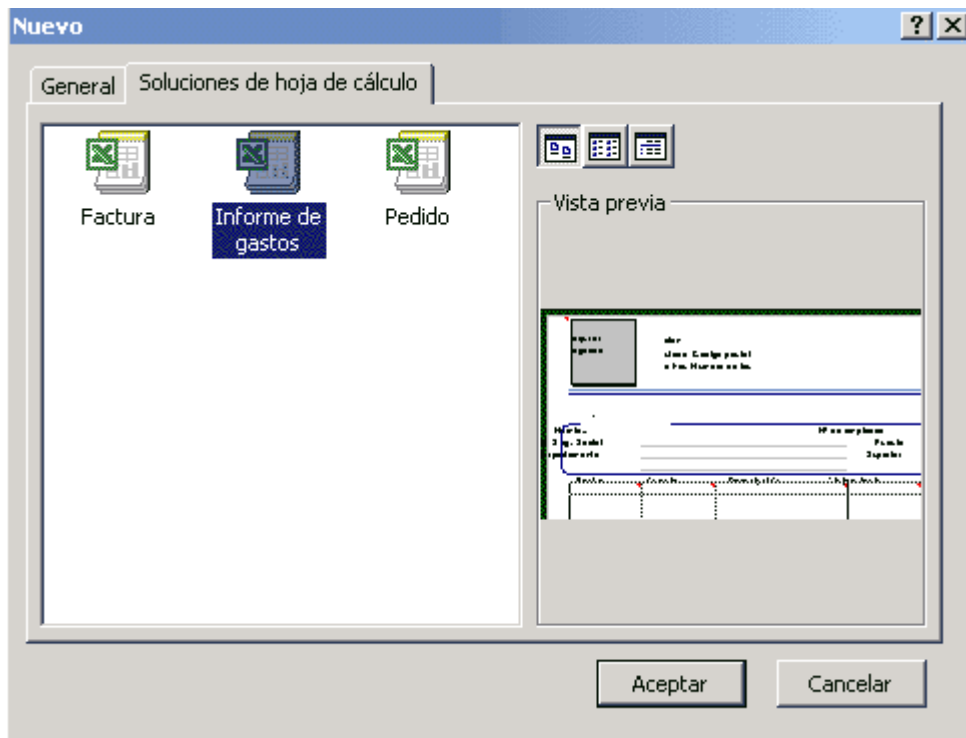 Nuevo
General
Soluciones de hoja de cálculo
Factura
Informe de
gastos
Pedido
Vista previa
Aceptar
Cancelar